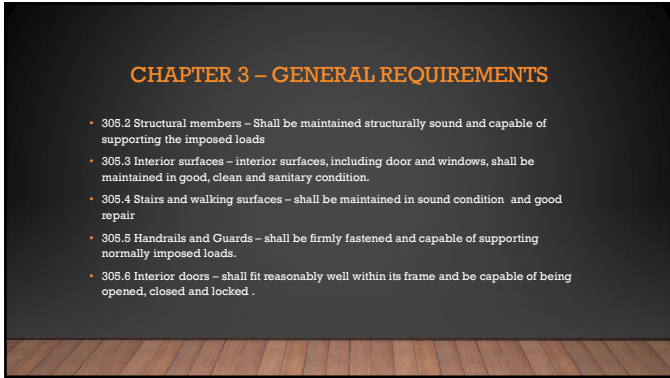 CHAPTER 3 – GENERAL REQUIREMENTS
• 305.2 Structural members – Shall be maintained structurally sound and capable of
supporting the imposed loads
• 305.3 Interior surfaces – interior surfaces, including door and windows, shall be
maintained in good, clean and sanitary condition.
• 305.4 Stairs and walking surfaces – shall be maintained in sound condition  and good
repair
• 305.5 Handrails and Guards – shall be firmly fastened and capable of supporting
normally imposed loads.
• 305.6 Interior doors – shall fit reasonably well within its frame and be capable of being
opened, closed and locked .